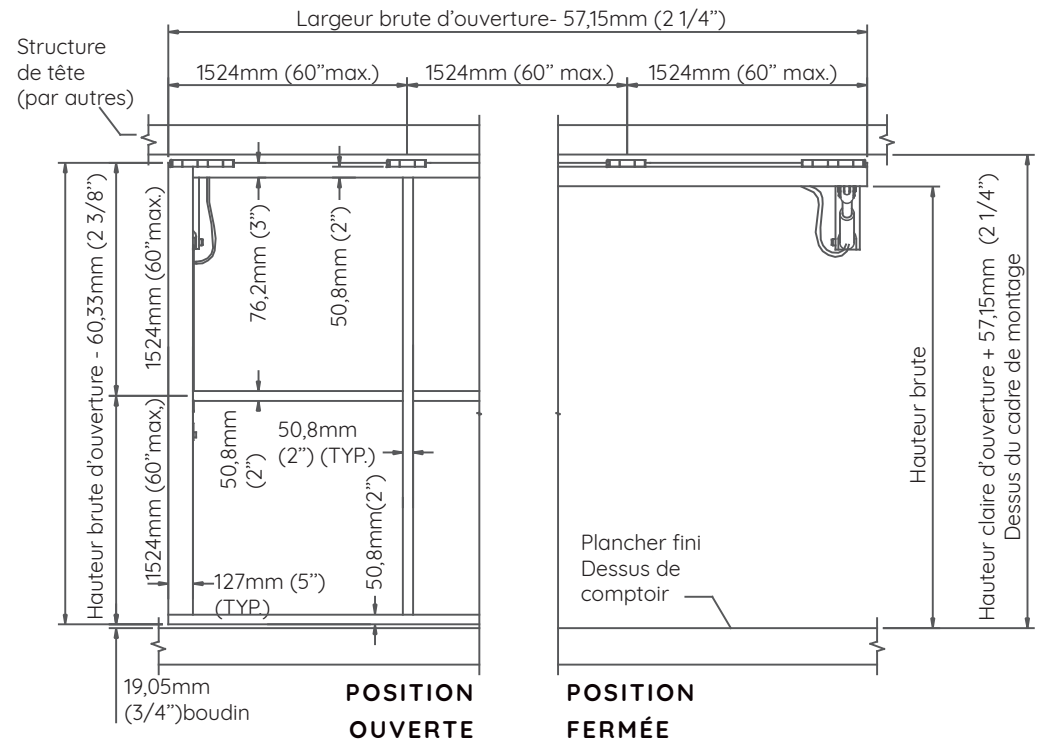 Largeur brute d’ouverture- 57,15mm (2 1/4”)
Structure
de tête
(par autres)
1524mm (60”max.)
1524mm (60” max.)
1524mm (60” max.)
Hauteur brute d’ouverture - 60,33mm (2 3/8”)
1524mm (60”max.)
1524mm (60”max,)
76,2mm (3”)
50,8mm (2”)
50,8mm
(2”)
50,8mm
(2”) (TYP.)
50,8mm(2”)
127mm (5”)
(TYP.)
19,05mm
(3/4”)boudin
Hauteur brute
Hauteur claire d’ouverture + 57,15mm (2 1/4”)
Dessus du cadre de montage
Plancher fini
Dessus de
comptoir
POSITION
OUVERTE
POSITION
FERMÉE